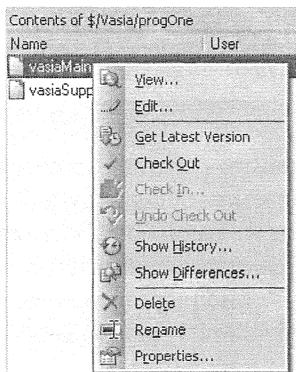 Contents of $/Vasia/progOne
Name User
vasiaMain
vasiaSupp
View...
Edit...
Get Latest Version
Check Out
Check In...
Undo Check Out
Show History...
Show Differences...
Delete
Rename
Properties...